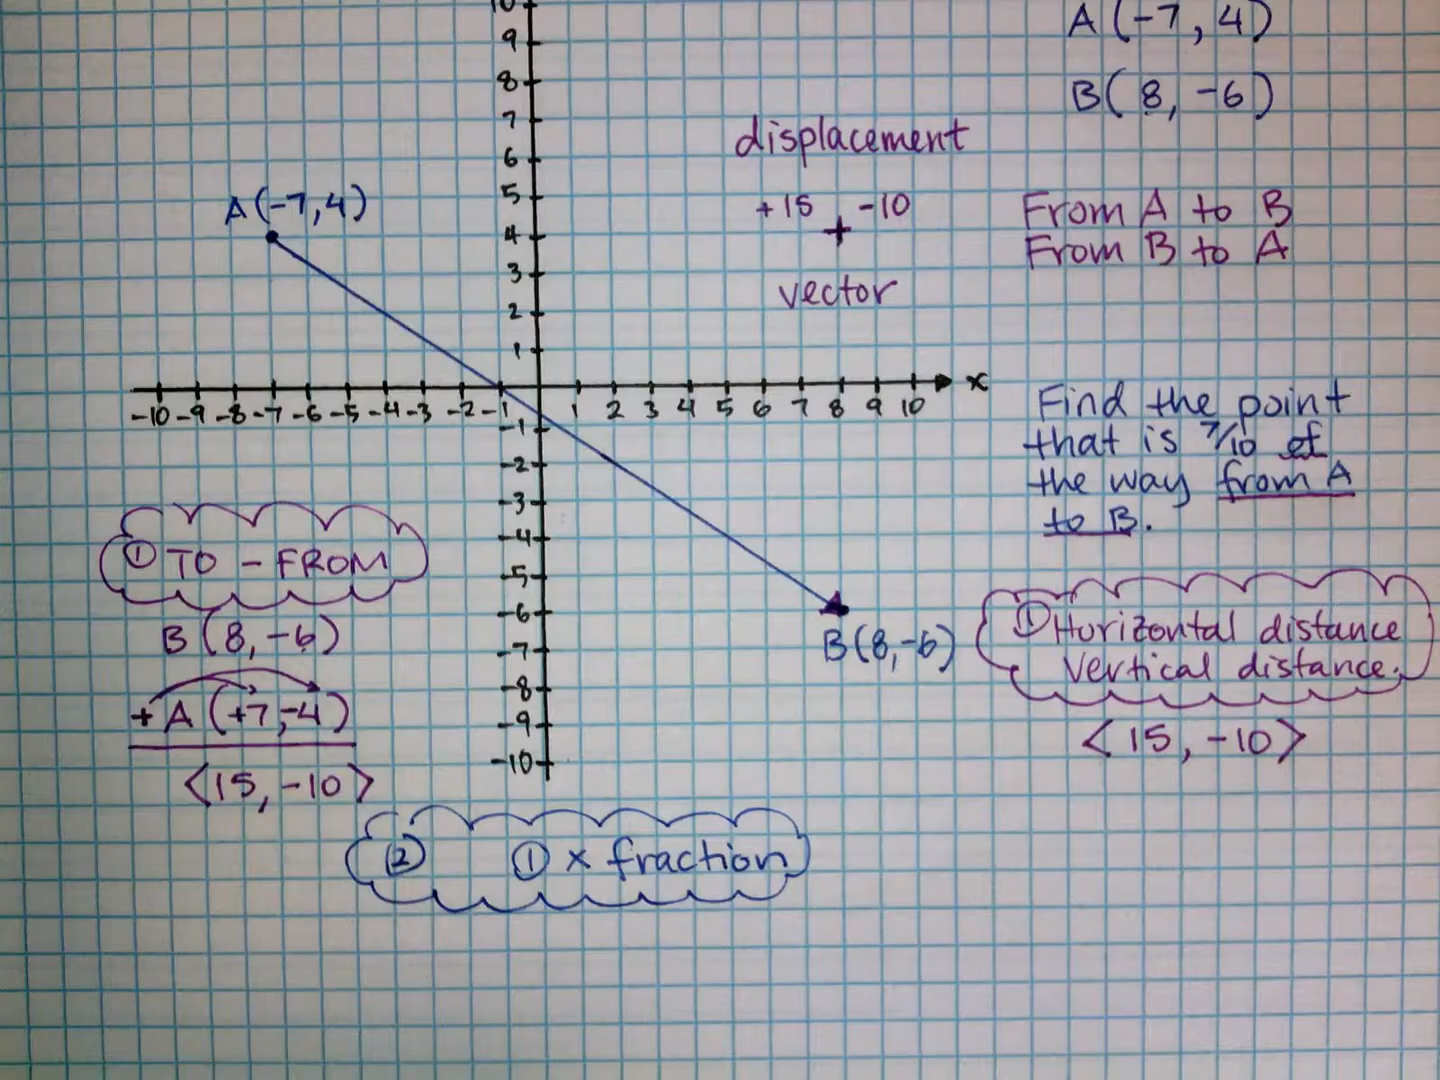 10
9
8
7
6
5
4
3
2
1
-10 -9 -8 -7 -6 -5 -4 -3 -2 -1 1 2 3 4 5 6 7 8 9 10 x
-1
-2
-3
-4
-5
-6
-7
-8
-9
-10
A(-7,4)
B(8,-6)
A(-7,4)
B(8,-6)
displacement
+15 -10
+
vector
From A to B
From B to A
Find the point
that is 7/10 of
the way from A
to B.
① TO - FROM
B(8,-6)
+ A(+7,-4)
<15,-10>
① Horizontal distance
Vertical distance.
<15,-10>
② ① x fraction